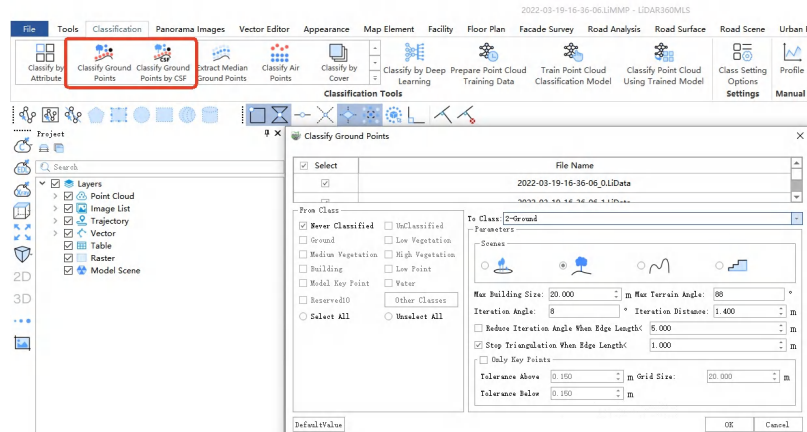 2022-03-19-16-36-06.LiMMP - LiDAR360MLS
File Tools Classification Panorama Images Vector Editor Appearance Map Element Facility Floor Plan Facade Survey Road Analysis Road Surface Road Scene Urban
Classify by Attribute
Classify Ground Points
Classify Ground Points by CSF
Extract Median Ground Points
Classify Air Points
Classify by Cover
Classify by Deep Learning
Prepare Point Cloud Training Data
Train Point Cloud Classification Model
Classify Point Cloud Using Trained Model
Class Setting Options
Profile
Classification Tools
Settings
Manual
Project
Search
Layers
Point Cloud
Image List
Trajectory
Vector
Table
Raster
Model Scene
2D
3D
Classify Ground Points
Select File Name
2022-03-19-16-36-06_0.LiData
From Class
Never Classified UnClassified
Ground Low Vegetation
Medium Vegetation High Vegetation
Building Low Point
Model Key Point Water
Reserved10 Other Classes
Select All Unselect All
To Class: 2-Ground
Parameters
Scenes
Max Building Size: 20.000 m Max Terrain Angle: 88 °
Iteration Angle: 8 ° Iteration Distance: 1.400 m
Reduce Iteration Angle When Edge Length< 5.000 m
Stop Triangulation When Edge Length< 1.000 m
Only Key Points
Tolerance Above 0.150 m Grid Size: 20.000 m
Tolerance Below 0.150 m
DefaultValue OK Cancel